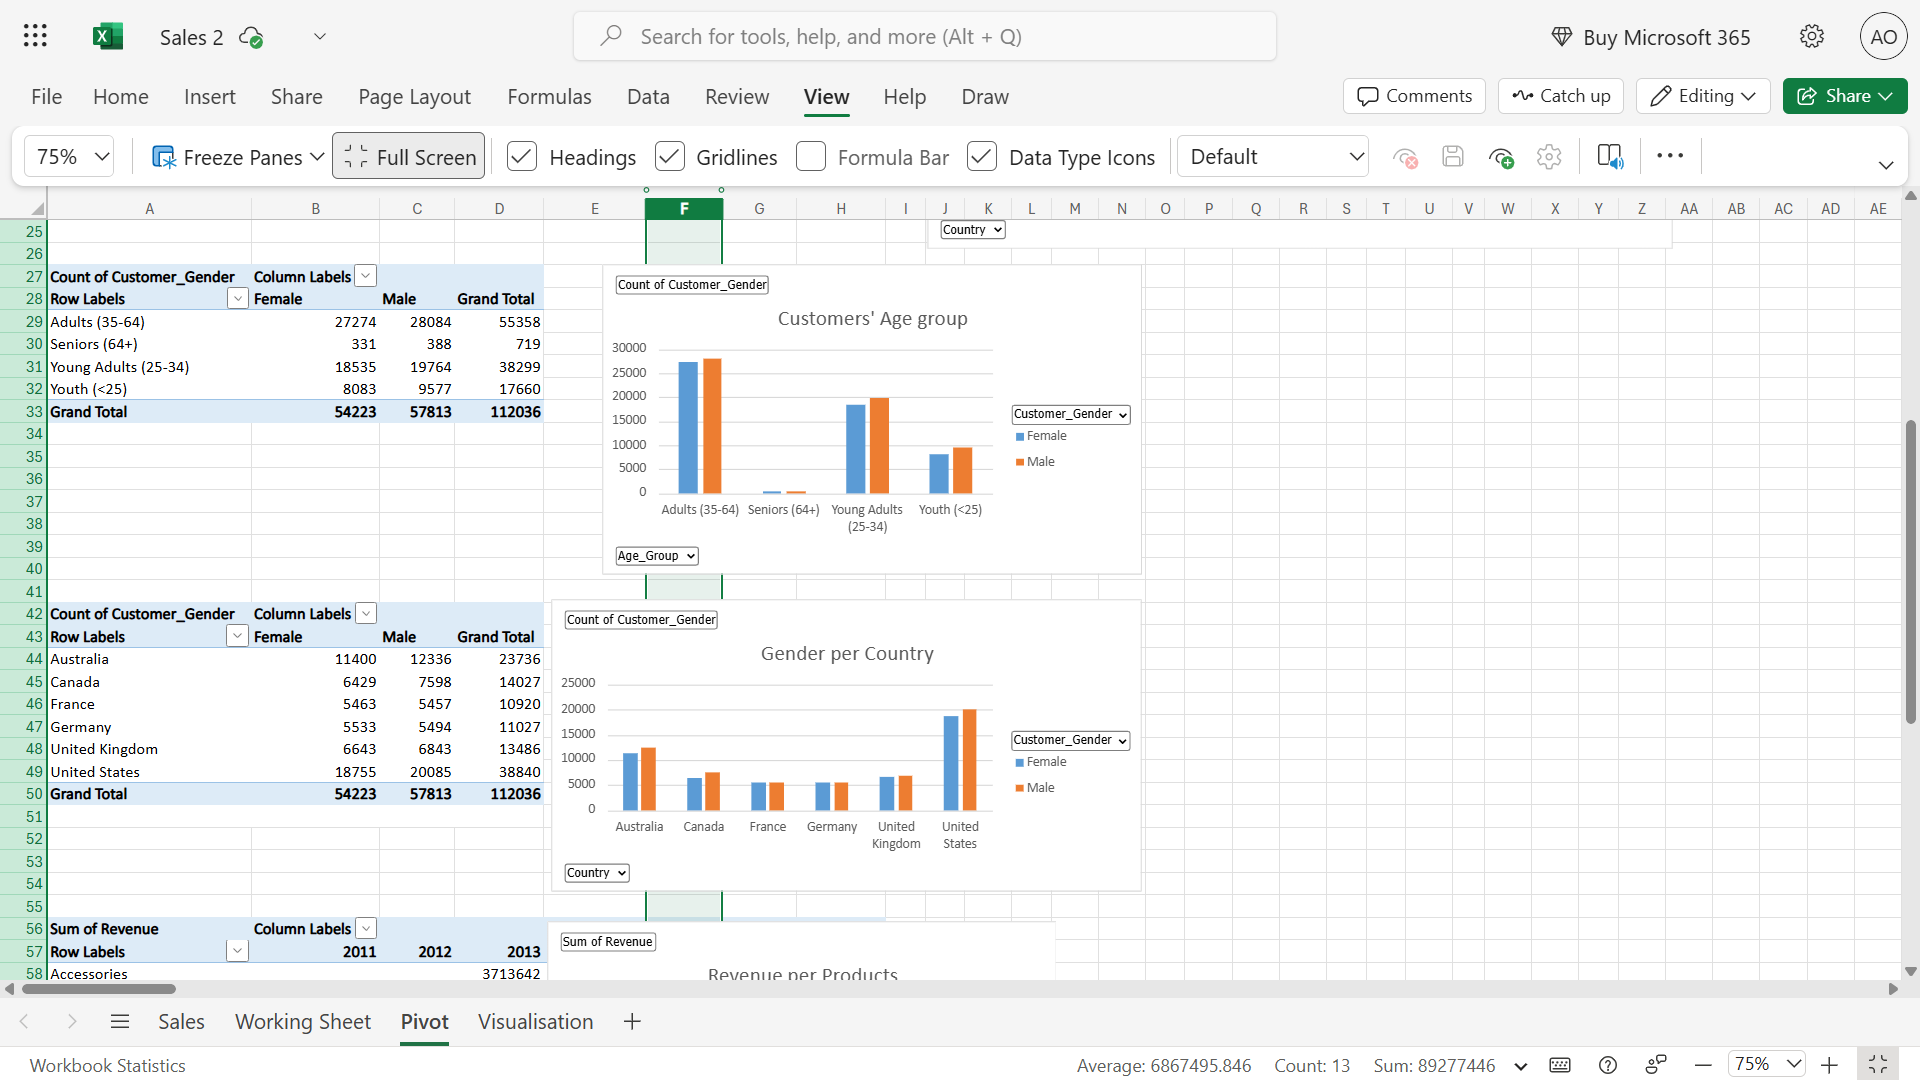 Sales 2
Search for tools, help, and more (Alt + Q)
Buy Microsoft 365
AO
File Home Insert Share Page Layout Formulas Data Review View Help Draw
Comments Catch up Editing Share
75% Freeze Panes Full Screen Headings Gridlines Formula Bar Data Type Icons Default
A B C D E F G H I J K L M N O P Q R S T U V W X Y Z AA AB AC AD AE
25 Country
26
27 Count of Customer_Gender Column Labels
28 Row Labels Female Male Grand Total
29 Adults (35-64) 27274 28084 55358
30 Seniors (64+) 331 388 719
31 Young Adults (25-34) 18535 19764 38299
32 Youth (<25) 8083 9577 17660
33 Grand Total 54223 57813 112036
34
35
36
37
38
39
40
41
Count of Customer_Gender
Customers' Age group
30000
25000
20000
15000
10000
5000
0
Adults (35-64) Seniors (64+) Young Adults (25-34) Youth (<25)
Customer_Gender
Female
Male
Age_Group
42 Count of Customer_Gender Column Labels
43 Row Labels Female Male Grand Total
44 Australia 11400 12336 23736
45 Canada 6429 7598 14027
46 France 5463 5457 10920
47 Germany 5533 5494 11027
48 United Kingdom 6643 6843 13486
49 United States 18755 20085 38840
50 Grand Total 54223 57813 112036
51
52
53
54
55
Count of Customer_Gender
Gender per Country
25000
20000
15000
10000
5000
0
Australia Canada France Germany United Kingdom United States
Customer_Gender
Female
Male
Country
56 Sum of Revenue Column Labels
57 Row Labels 2011 2012 2013
58 Accessories 3713642
Sum of Revenue
Revenue per Products
Sales Working Sheet Pivot Visualisation
Workbook Statistics Average: 6867495.846 Count: 13 Sum: 89277446 75%